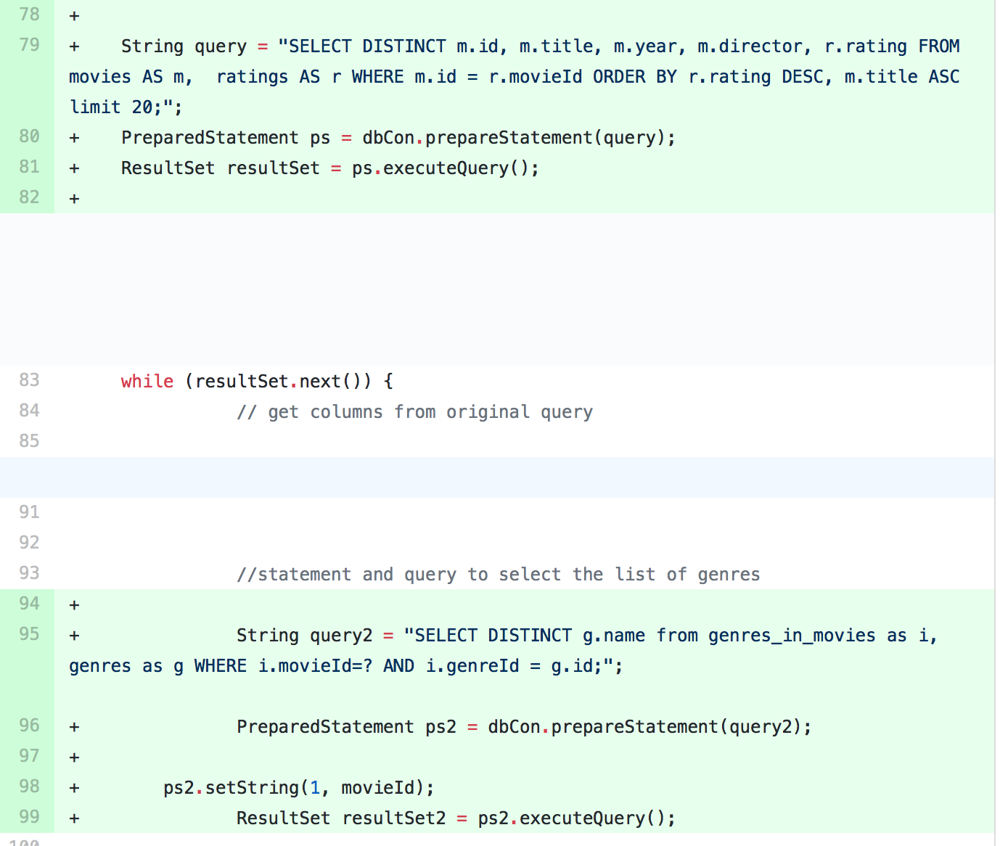 78 +
79 + String query = "SELECT DISTINCT m.id, m.title, m.year, m.director, r.rating FROM
movies AS m,  ratings AS r WHERE m.id = r.movieId ORDER BY r.rating DESC, m.title ASC
limit 20;";
80 + PreparedStatement ps = dbCon.prepareStatement(query);
81 + ResultSet resultSet = ps.executeQuery();
82 +
83 while (resultSet.next()) {
84 // get columns from original query
85
91
92
93 //statement and query to select the list of genres
94 +
95 + String query2 = "SELECT DISTINCT g.name from genres_in_movies as i,
genres as g WHERE i.movieId=? AND i.genreId = g.id;";
96 + PreparedStatement ps2 = dbCon.prepareStatement(query2);
97 +
98 + ps2.setString(1, movieId);
99 + ResultSet resultSet2 = ps2.executeQuery();
100